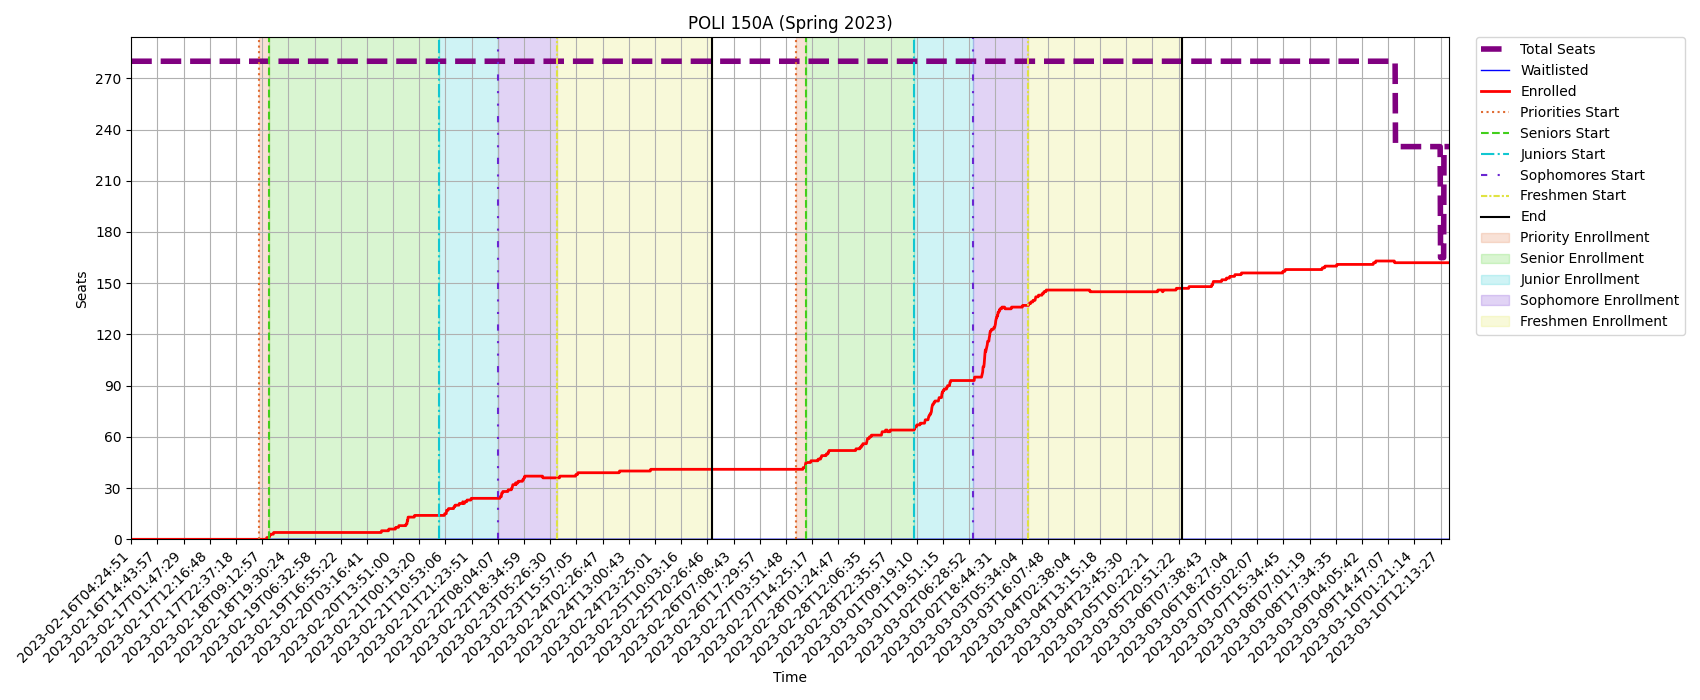 POLI 150A (Spring 2023)
Seats
270
240
210
180
150
120
90
60
30
0
2023-02-16T04:24:51
2023-02-16T14:43:57
2023-02-17T01:47:29
2023-02-17T12:16:48
2023-02-17T22:37:18
2023-02-18T09:12:57
2023-02-18T19:30:24
2023-02-19T06:32:58
2023-02-19T16:55:22
2023-02-20T03:16:41
2023-02-20T13:51:00
2023-02-21T00:13:20
2023-02-21T10:53:06
2023-02-21T21:23:51
2023-02-22T08:04:07
2023-02-22T18:34:59
2023-02-23T05:26:30
2023-02-23T15:57:05
2023-02-24T02:26:47
2023-02-24T13:00:43
2023-02-24T23:25:01
2023-02-25T10:03:16
2023-02-25T20:26:46
2023-02-26T07:08:43
2023-02-26T17:29:57
2023-02-27T03:51:48
2023-02-27T14:25:17
2023-02-28T01:24:47
2023-02-28T12:06:35
2023-02-28T22:35:57
2023-03-01T09:19:10
2023-03-01T19:51:15
2023-03-02T06:28:52
2023-03-02T18:44:31
2023-03-03T05:34:04
2023-03-03T16:07:48
2023-03-04T02:38:04
2023-03-04T13:15:18
2023-03-04T23:45:30
2023-03-05T10:22:21
2023-03-05T20:51:22
2023-03-06T07:38:43
2023-03-06T18:27:04
2023-03-07T05:02:07
2023-03-07T15:34:45
2023-03-08T07:01:19
2023-03-08T17:34:35
2023-03-09T04:05:42
2023-03-09T14:47:07
2023-03-10T01:21:14
2023-03-10T12:13:27
Time
Total Seats
Waitlisted
Enrolled
Priorities Start
Seniors Start
Juniors Start
Sophomores Start
Freshmen Start
End
Priority Enrollment
Senior Enrollment
Junior Enrollment
Sophomore Enrollment
Freshmen Enrollment